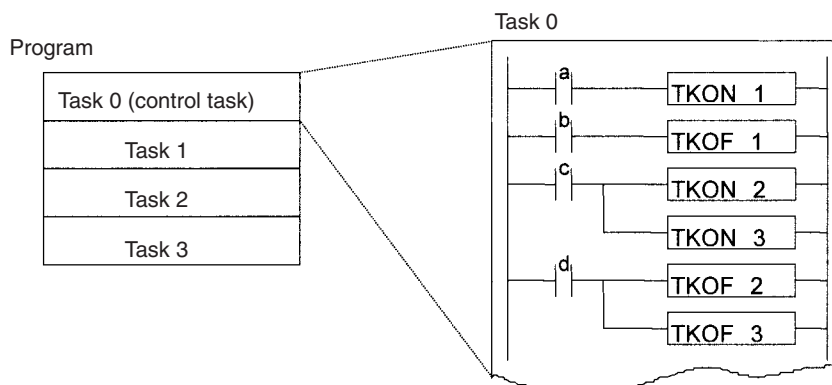 Program
Task 0 (control task)
Task 1
Task 2
Task 3
Task 0
a
TKON 1
b
TKOF 1
c
TKON 2
TKON 3
d
TKOF 2
TKOF 3